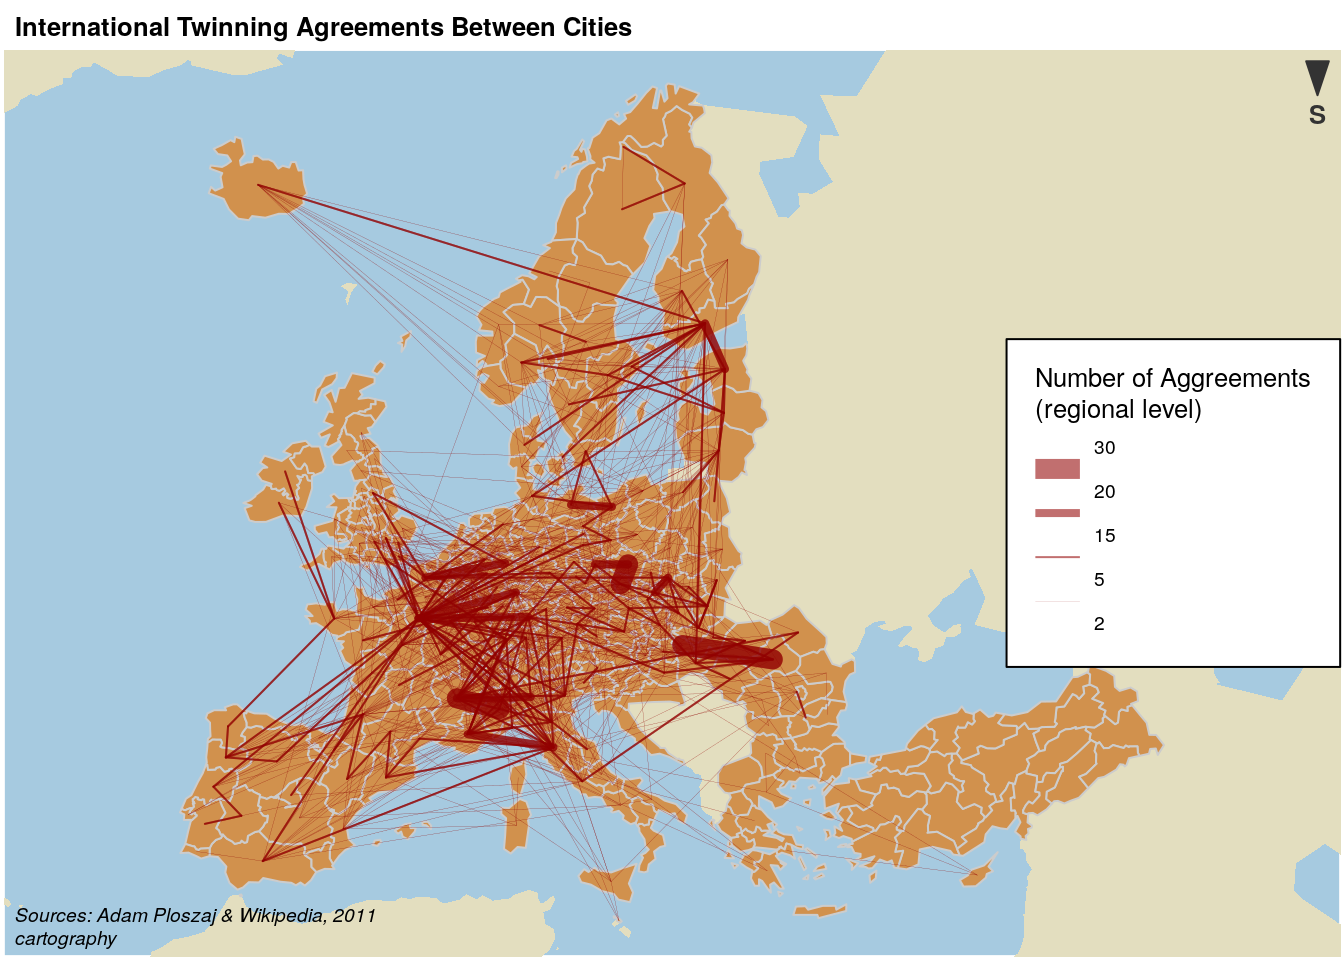 International Twinning Agreements Between Cities
S
Number of Aggreements
(regional level)
30
20
15
5
2
Sources: Adam Ploszaj & Wikipedia, 2011
cartography